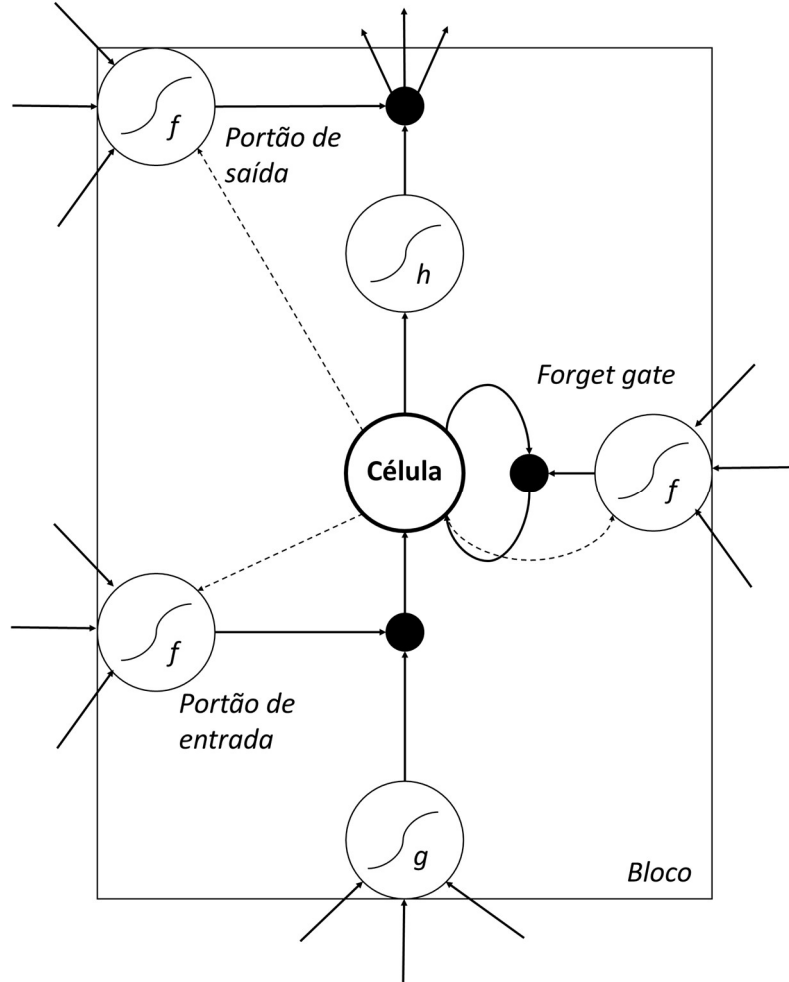 f
Portão de
saída
h
Forget gate
Célula
f
f
Portão de
entrada
g
Bloco